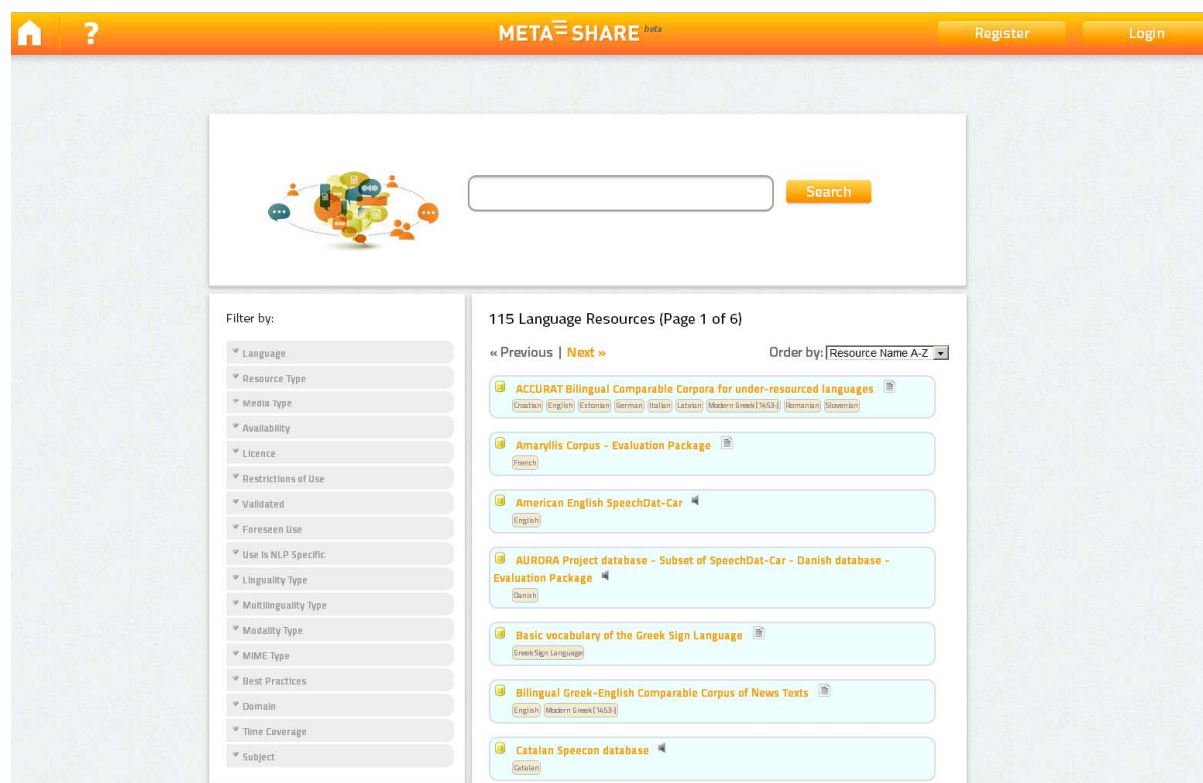 ?
META SHARE beta
Register
Login
Search
Filter by:
Language
Resource Type
Media Type
Availability
Licence
Restrictions of Use
Validated
Foreseen Use
Use Is NLP Specific
Linguality Type
Multilinguality Type
Modality Type
MIME Type
Best Practices
Domain
Time Coverage
Subject
115 Language Resources (Page 1 of 6)
« Previous | Next »
Order by: Resource Name A-Z
ACCURAT Bilingual Comparable Corpora for under-resourced languages
Croatian English Estonian German Italian Latvian Modern Greek (1453-) Romanian Slovenian
Amaryllis Corpus - Evaluation Package
French
American English SpeechDat-Car
English
AURORA Project database - Subset of SpeechDat-Car - Danish database -
Evaluation Package
Danish
Basic vocabulary of the Greek Sign Language
Greek Sign Language
Bilingual Greek-English Comparable Corpus of News Texts
English Modern Greek (1453-)
Catalan Speecon database
Catalan